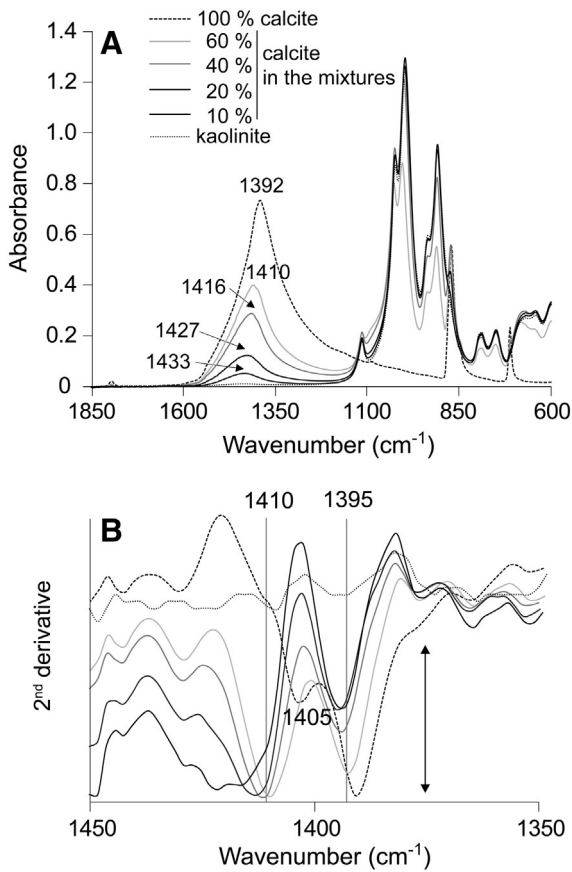 A
100 % calcite
60 %
40 %
20 %
10 %
calcite
in the mixtures
kaolinite
1.4
1.2
1.0
0.8
0.6
0.4
0.2
0
Absorbance
1392
1416
1410
1427
1433
1850
1600
1350
1100
850
600
Wavenumber (cm-1)
B
1410
1395
1405
2nd derivative
1450
1400
1350
Wavenumber (cm-1)